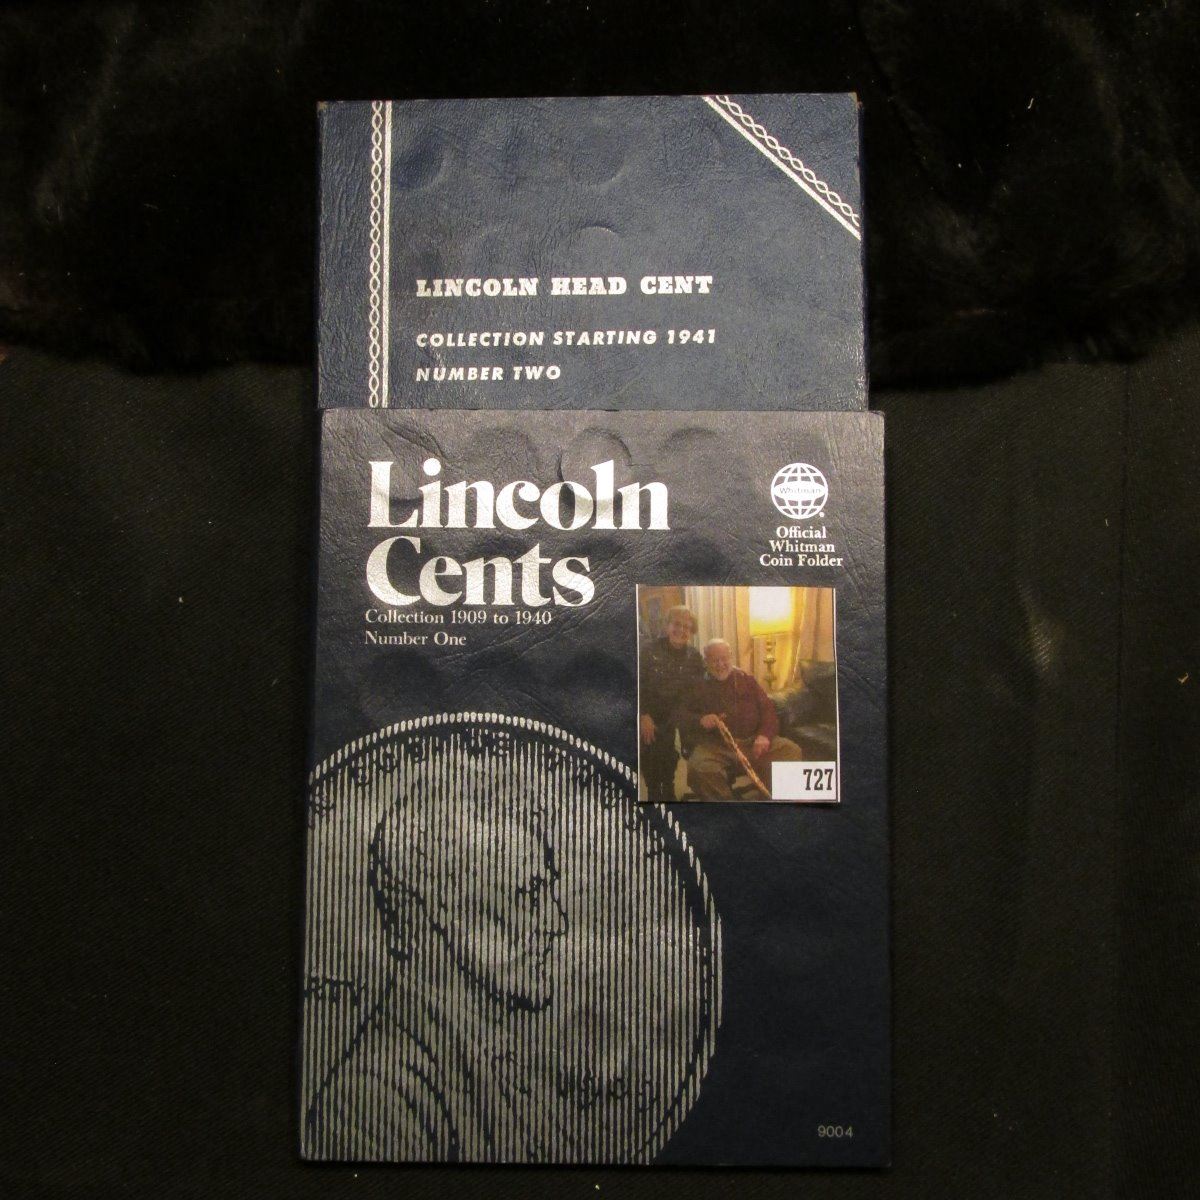 LINCOLN HEAD CENT
COLLECTION STARTING 1941
NUMBER TWO
Lincoln
Cents
Collection 1909 to 1940
Number One
Whitman
Official
Whitman
Coin Folder
727
RTY
9004